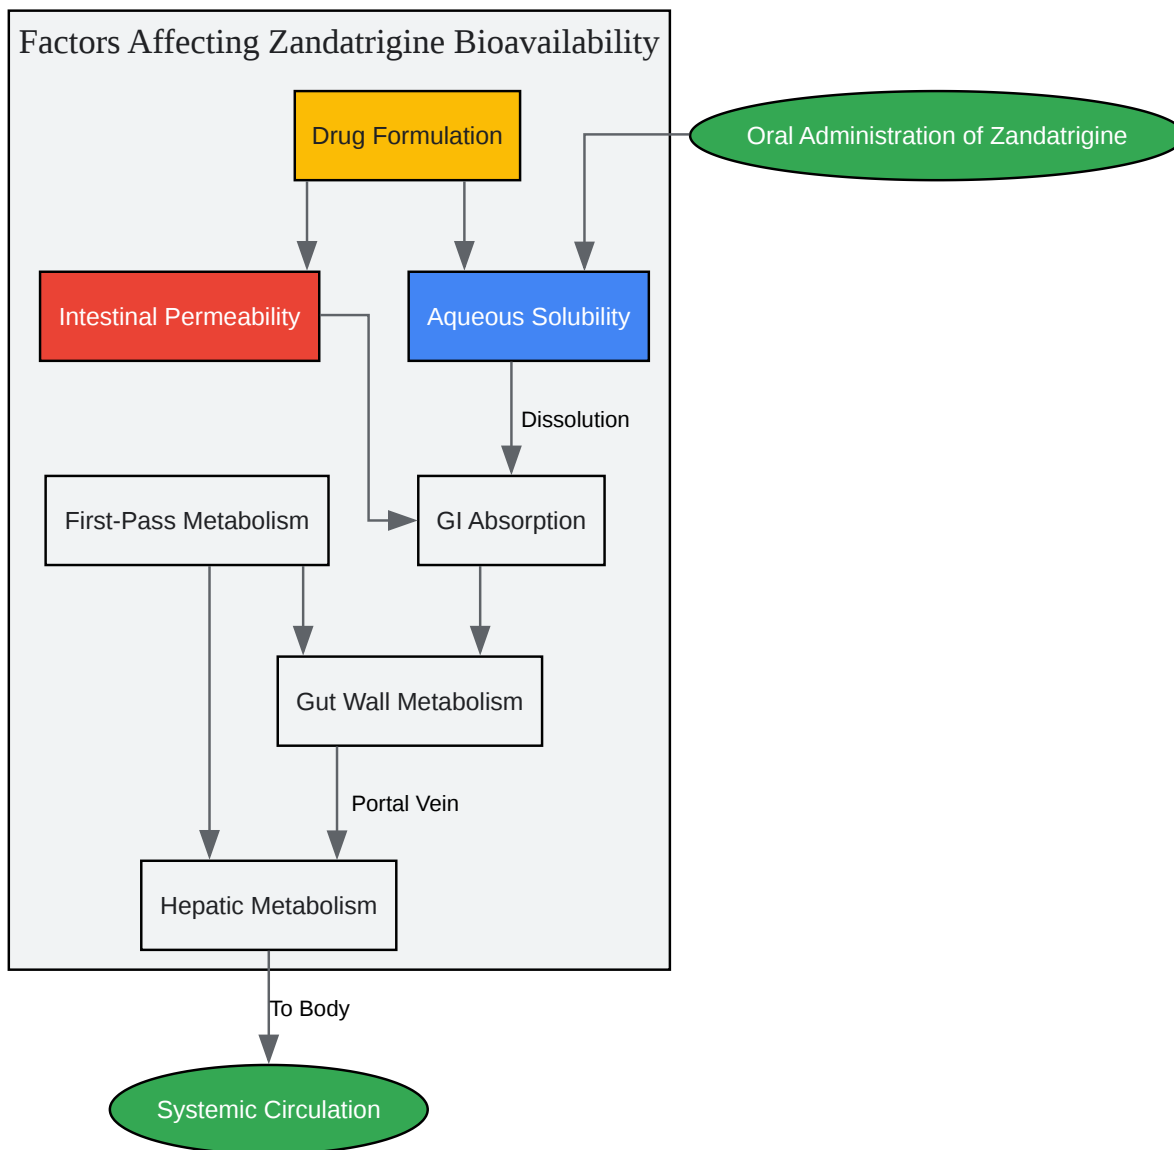 Factors Affecting Zandatrigine Bioavailability
Drug Formulation
Oral Administration of Zandatrigine
Intestinal Permeability
Aqueous Solubility
Dissolution
First-Pass Metabolism
GI Absorption
Gut Wall Metabolism
Portal Vein
Hepatic Metabolism
To Body
Systemic Circulation